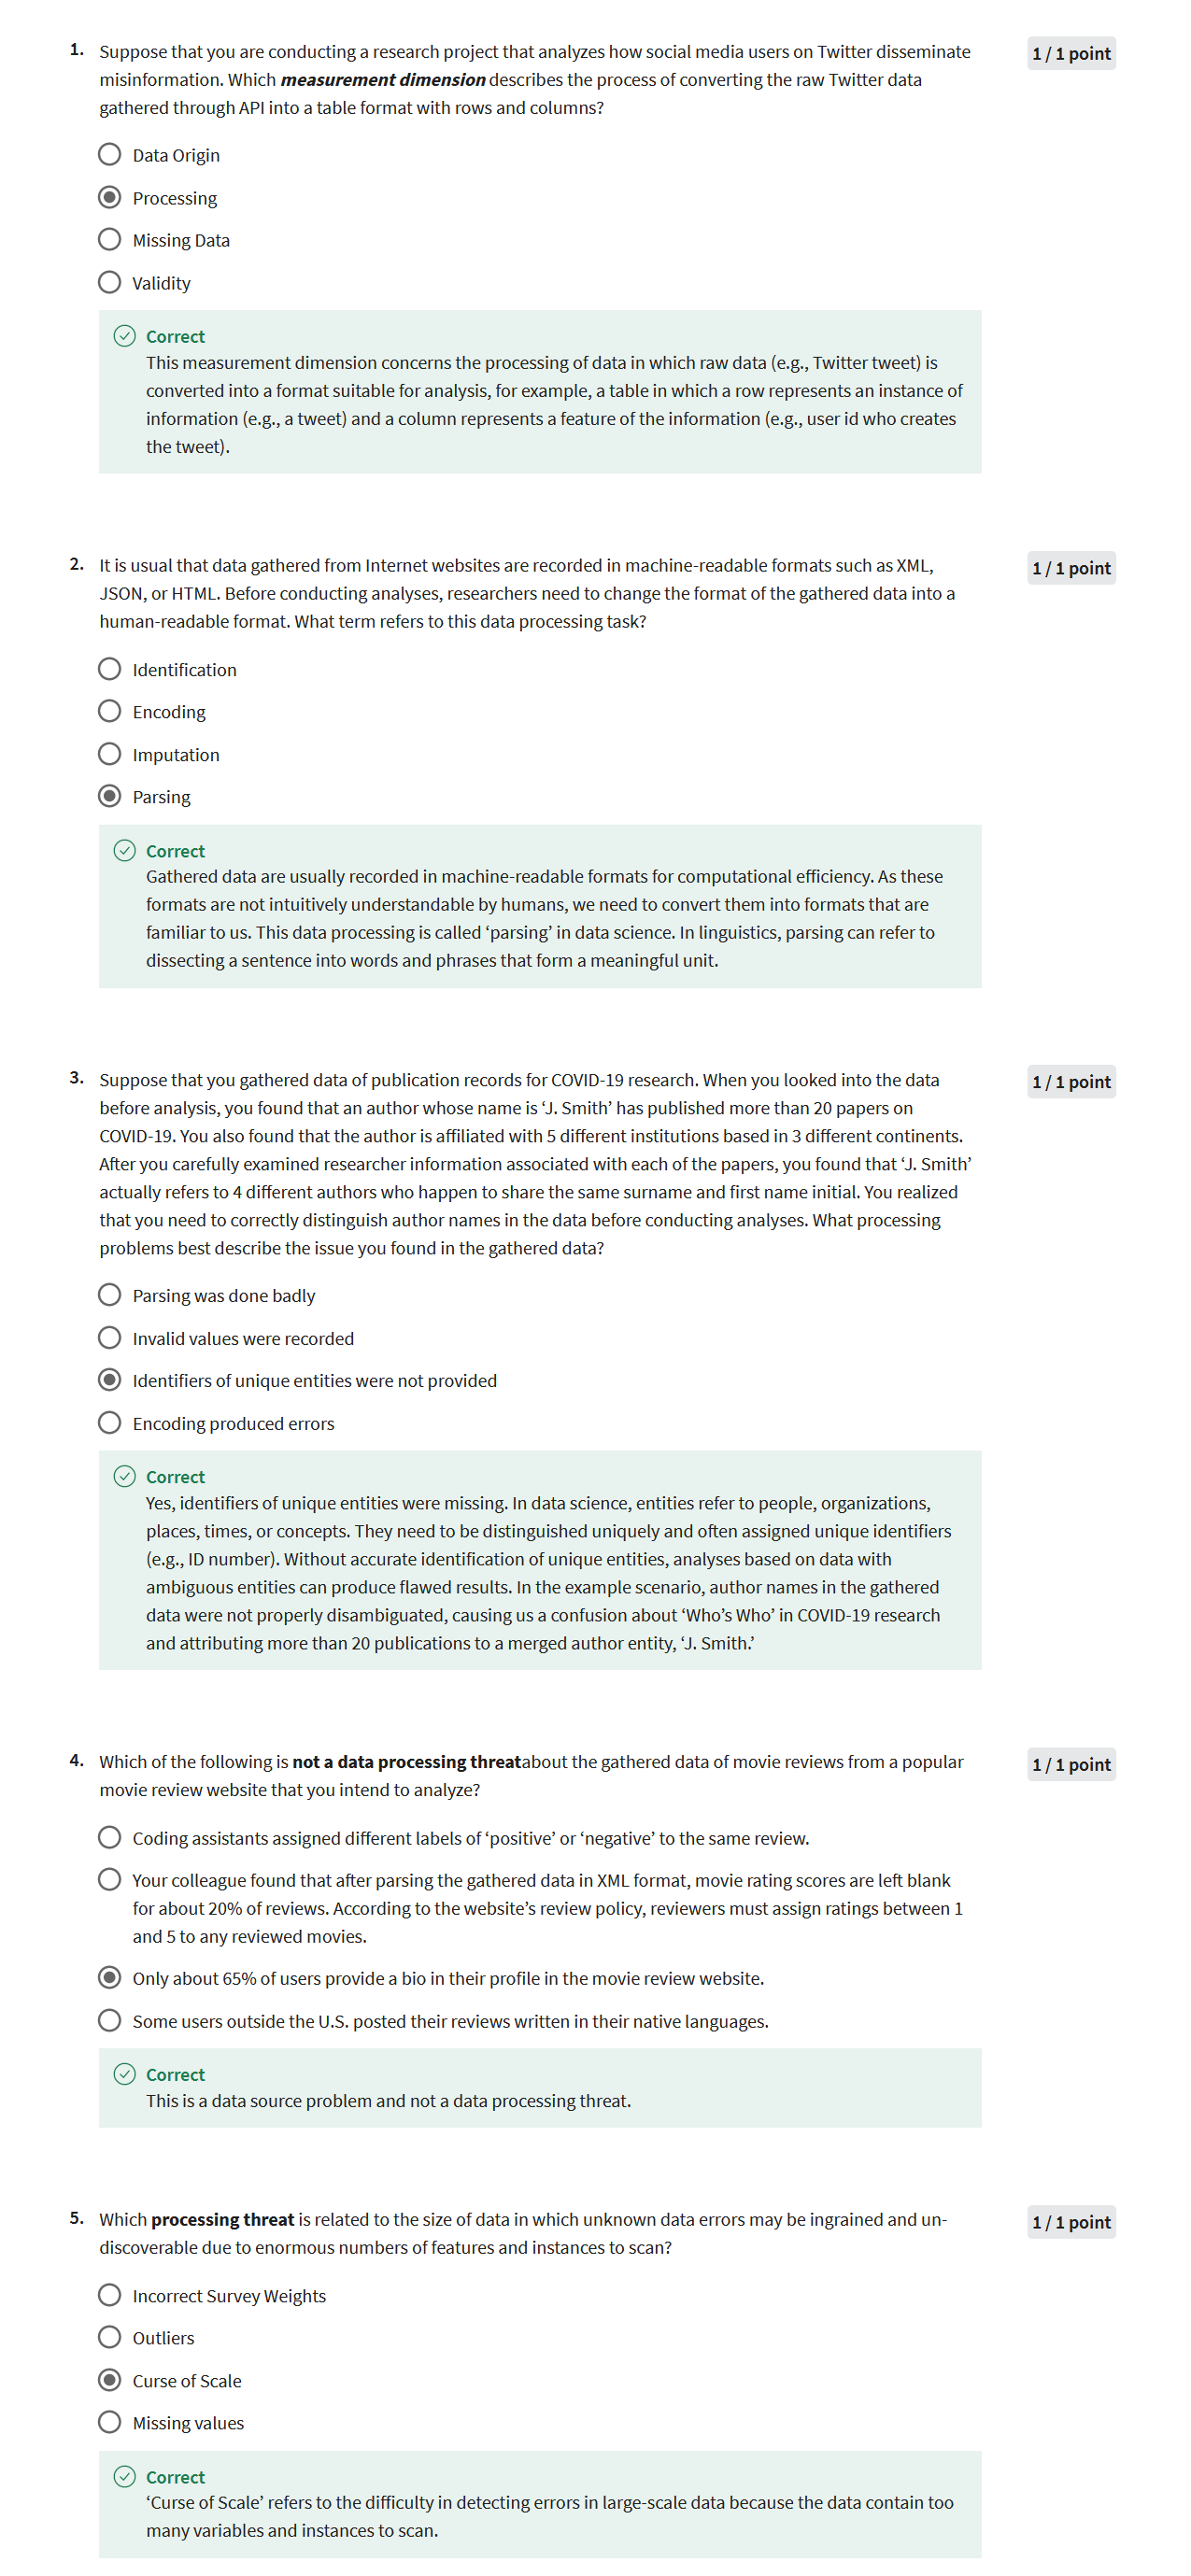 1. Suppose that you are conducting a research project that analyzes how social media users on Twitter disseminate
1 / 1 point
misinformation. Which measurement dimension describes the process of converting the raw Twitter data
gathered through API into a table format with rows and columns?
Data Origin
Processing
Missing Data
Validity
Correct
This measurement dimension concerns the processing of data in which raw data (e.g., Twitter tweet) is
converted into a format suitable for analysis, for example, a table in which a row represents an instance of
information (e.g., a tweet) and a column represents a feature of the information (e.g., user id who creates
the tweet).
2. It is usual that data gathered from Internet websites are recorded in machine-readable formats such as XML,
1 / 1 point
JSON, or HTML. Before conducting analyses, researchers need to change the format of the gathered data into a
human-readable format. What term refers to this data processing task?
Identification
Encoding
Imputation
Parsing
Correct
Gathered data are usually recorded in machine-readable formats for computational efficiency. As these
formats are not intuitively understandable by humans, we need to convert them into formats that are
familiar to us. This data processing is called ‘parsing’ in data science. In linguistics, parsing can refer to
dissecting a sentence into words and phrases that form a meaningful unit.
3. Suppose that you gathered data of publication records for COVID-19 research. When you looked into the data
1 / 1 point
before analysis, you found that an author whose name is ‘J. Smith’ has published more than 20 papers on
COVID-19. You also found that the author is affiliated with 5 different institutions based in 3 different continents.
After you carefully examined researcher information associated with each of the papers, you found that ‘J. Smith’
actually refers to 4 different authors who happen to share the same surname and first name initial. You realized
that you need to correctly distinguish author names in the data before conducting analyses. What processing
problems best describe the issue you found in the gathered data?
Parsing was done badly
Invalid values were recorded
Identifiers of unique entities were not provided
Encoding produced errors
Correct
Yes, identifiers of unique entities were missing. In data science, entities refer to people, organizations,
places, times, or concepts. They need to be distinguished uniquely and often assigned unique identifiers
(e.g., ID number). Without accurate identification of unique entities, analyses based on data with
ambiguous entities can produce flawed results. In the example scenario, author names in the gathered
data were not properly disambiguated, causing us a confusion about ‘Who’s Who’ in COVID-19 research
and attributing more than 20 publications to a merged author entity, ‘J. Smith.’
4. Which of the following is not a data processing threatabout the gathered data of movie reviews from a popular
1 / 1 point
movie review website that you intend to analyze?
Coding assistants assigned different labels of ‘positive’ or ‘negative’ to the same review.
Your colleague found that after parsing the gathered data in XML format, movie rating scores are left blank
for about 20% of reviews. According to the website’s review policy, reviewers must assign ratings between 1
and 5 to any reviewed movies.
Only about 65% of users provide a bio in their profile in the movie review website.
Some users outside the U.S. posted their reviews written in their native languages.
Correct
This is a data source problem and not a data processing threat.
5. Which processing threat is related to the size of data in which unknown data errors may be ingrained and un-
1 / 1 point
discoverable due to enormous numbers of features and instances to scan?
Incorrect Survey Weights
Outliers
Curse of Scale
Missing values
Correct
‘Curse of Scale’ refers to the difficulty in detecting errors in large-scale data because the data contain too
many variables and instances to scan.